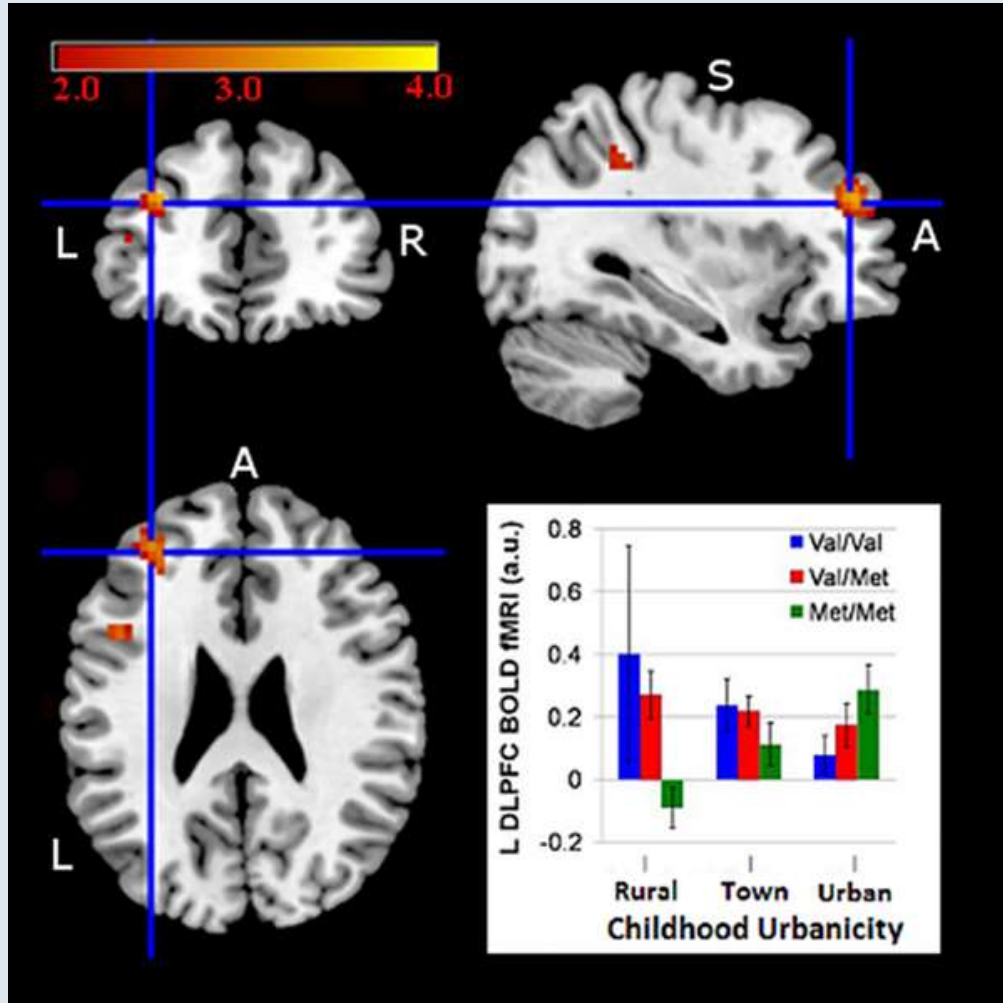 2.0 3.0 4.0
S
L
R
A
A
L
L DLPFC BOLD fMRI (a.u.)
0.8
0.6
0.4
0.2
0
-0.2
Val/Val
Val/Met
Met/Met
Rural Town Urban
Childhood Urbanicity